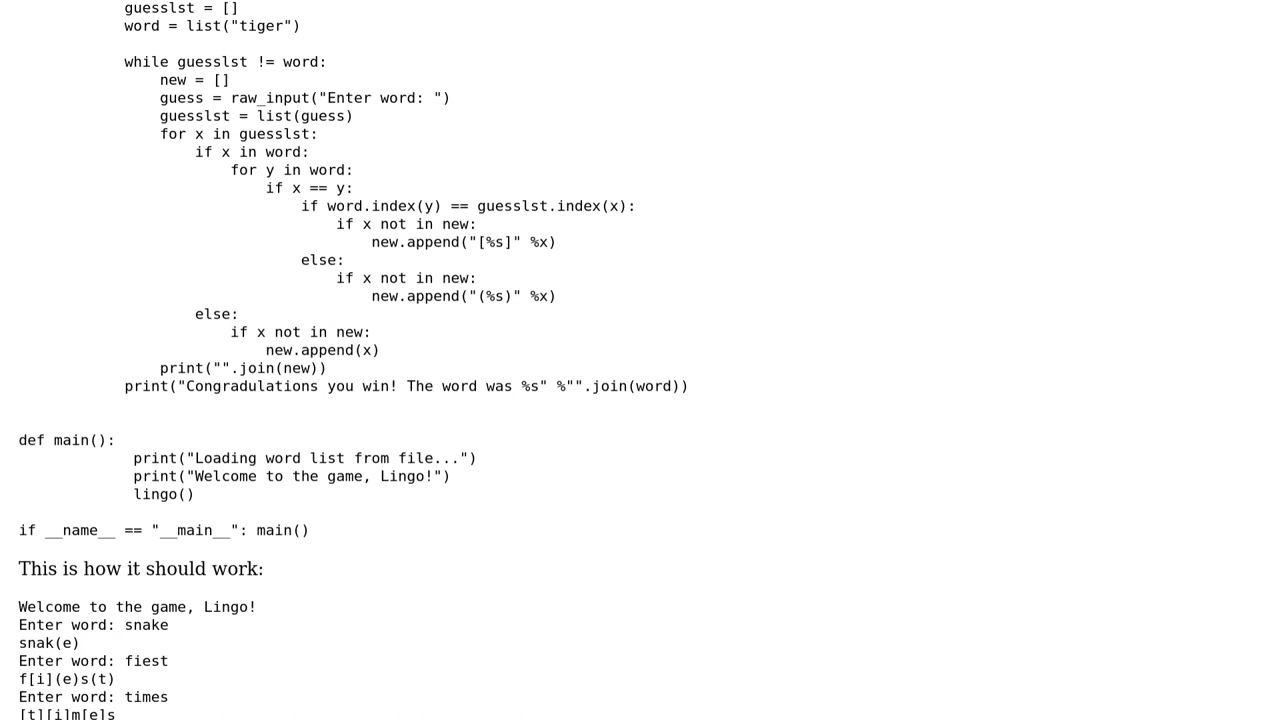 guesslst = []
word = list("tiger")
while guesslst != word:
new = []
guess = raw_input("Enter word: ")
guesslst = list(guess)
for x in guesslst:
if x in word:
for y in word:
if x == y:
if word.index(y) == guesslst.index(x):
if x not in new:
new.append("[%s]" %x)
else:
if x not in new:
new.append("(%s)" %x)
else:
if x not in new:
new.append(x)
print("".join(new))
print("Congradulations you win! The word was %s" %"".join(word))
def main():
print("Loading word list from file...")
print("Welcome to the game, Lingo!")
lingo()
if __name__ == "__main__": main()
This is how it should work:
Welcome to the game, Lingo!
Enter word: snake
snak(e)
Enter word: fiest
f[i](e)s(t)
Enter word: times
[t][i]m[e]s